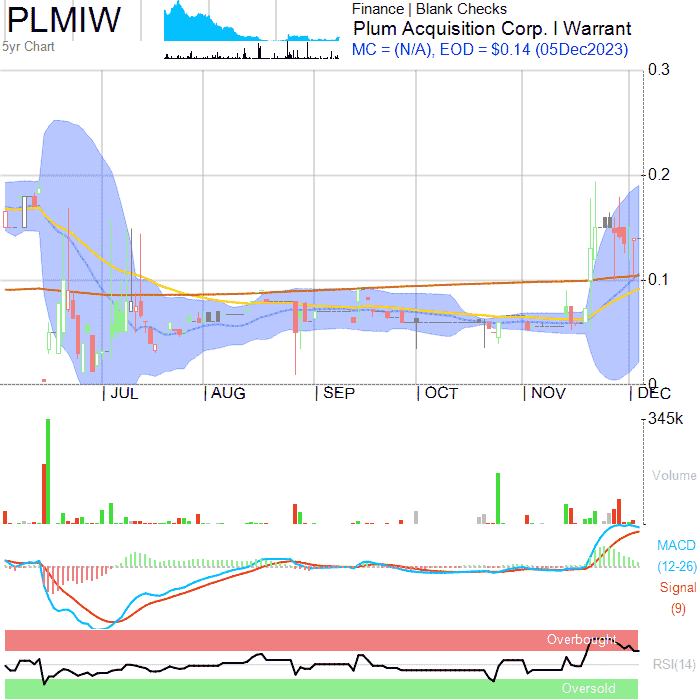 PLMIW
5yr Chart
Finance | Blank Checks
Plum Acquisition Corp. I Warrant
MC = (N/A), EOD = $0.14 (05Dec2023)
0.3
0.2
0.1
0
JUL AUG SEP OCT NOV DEC
345k
Volume
MACD
(12-26)
Signal
(9)
Overbought
RSI(14)
Oversold